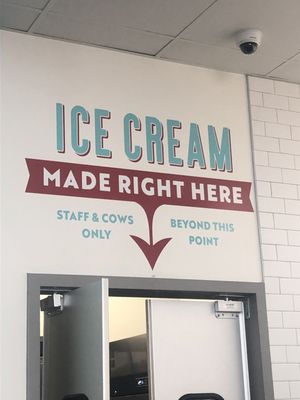 ICE CREAM
MADE RIGHT HERE
STAFF & COWS
ONLY
BEYOND THIS
POINT